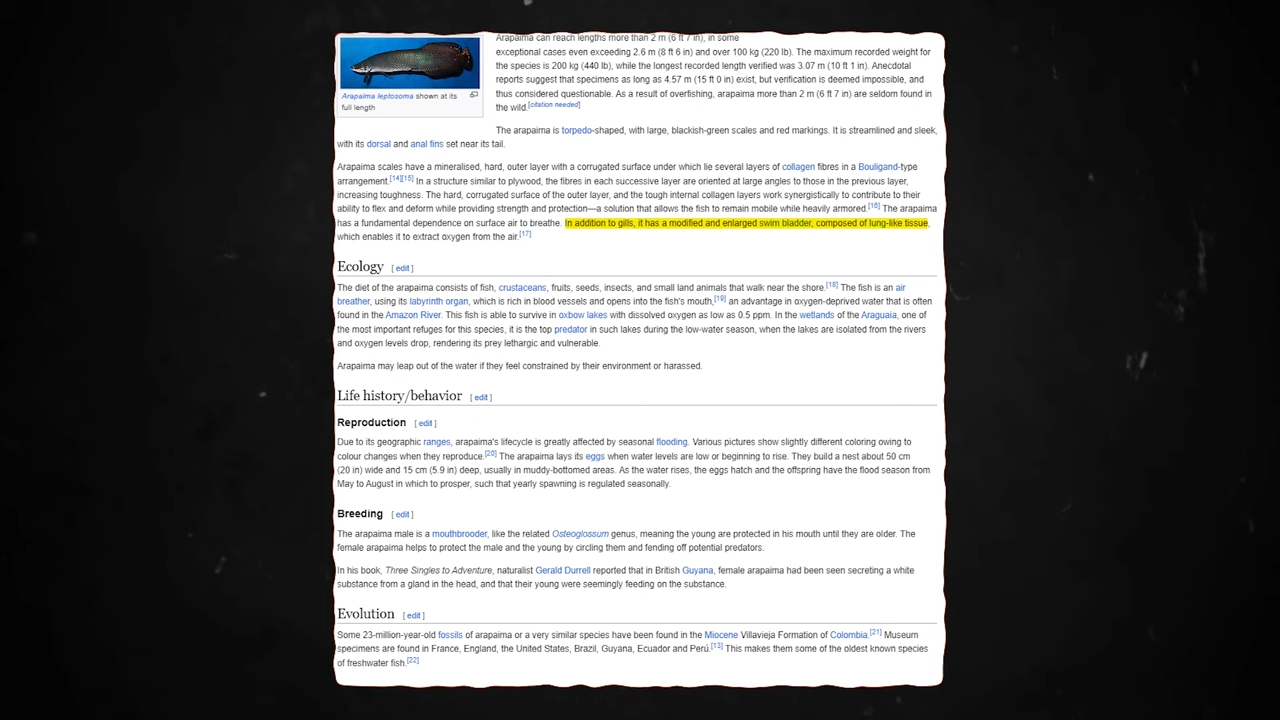 Arapaima can reach lengths more than 2 m (6 ft 7 in), in some
exceptional cases even exceeding 2.6 m (8 ft 6 in) and over 100 kg (220 lb). The maximum recorded weight for
the species is 200 kg (440 lb), while the longest recorded length verified was 3.07 m (10 ft 1 in). Anecdotal
reports suggest that specimens as long as 4.57 m (15 ft 0 in) exist, but verification is deemed impossible, and
thus considered questionable. As a result of overfishing, arapaima more than 2 m (6 ft 7 in) are seldom found in
the wild.[citation needed]
Arapaima leptosoma shown at its
full length
The arapaima is torpedo-shaped, with large, blackish-green scales and red markings. It is streamlined and sleek,
with its dorsal and anal fins set near its tail.
Arapaima scales have a mineralised, hard, outer layer with a corrugated surface under which lie several layers of collagen fibres in a Bouligand-type
arrangement.[14][15] In a structure similar to plywood, the fibres in each successive layer are oriented at large angles to those in the previous layer,
increasing toughness. The hard, corrugated surface of the outer layer, and the tough internal collagen layers work synergistically to contribute to their
ability to flex and deform while providing strength and protection—a solution that allows the fish to remain mobile while heavily armored.[16] The arapaima
has a fundamental dependence on surface air to breathe. In addition to gills, it has a modified and enlarged swim bladder, composed of lung-like tissue,
which enables it to extract oxygen from the air.[17]
Ecology [ edit ]
The diet of the arapaima consists of fish, crustaceans, fruits, seeds, insects, and small land animals that walk near the shore.[18] The fish is an air
breather, using its labyrinth organ, which is rich in blood vessels and opens into the fish's mouth,[19] an advantage in oxygen-deprived water that is often
found in the Amazon River. This fish is able to survive in oxbow lakes with dissolved oxygen as low as 0.5 ppm. In the wetlands of the Araguaia, one of
the most important refuges for this species, it is the top predator in such lakes during the low-water season, when the lakes are isolated from the rivers
and oxygen levels drop, rendering its prey lethargic and vulnerable.
Arapaima may leap out of the water if they feel constrained by their environment or harassed.
Life history/behavior [ edit ]
Reproduction [ edit ]
Due to its geographic ranges, arapaima's lifecycle is greatly affected by seasonal flooding. Various pictures show slightly different coloring owing to
colour changes when they reproduce.[20] The arapaima lays its eggs when water levels are low or beginning to rise. They build a nest about 50 cm
(20 in) wide and 15 cm (5.9 in) deep, usually in muddy-bottomed areas. As the water rises, the eggs hatch and the offspring have the flood season from
May to August in which to prosper, such that yearly spawning is regulated seasonally.
Breeding [ edit ]
The arapaima male is a mouthbrooder, like the related Osteoglossum genus, meaning the young are protected in his mouth until they are older. The
female arapaima helps to protect the male and the young by circling them and fending off potential predators.
In his book, Three Singles to Adventure, naturalist Gerald Durrell reported that in British Guyana, female arapaima had been seen secreting a white
substance from a gland in the head, and that their young were seemingly feeding on the substance.
Evolution [ edit ]
Some 23-million-year-old fossils of arapaima or a very similar species have been found in the Miocene Villavieja Formation of Colombia.[21] Museum
specimens are found in France, England, the United States, Brazil, Guyana, Ecuador and Perú.[13] This makes them some of the oldest known species
of freshwater fish.[22]